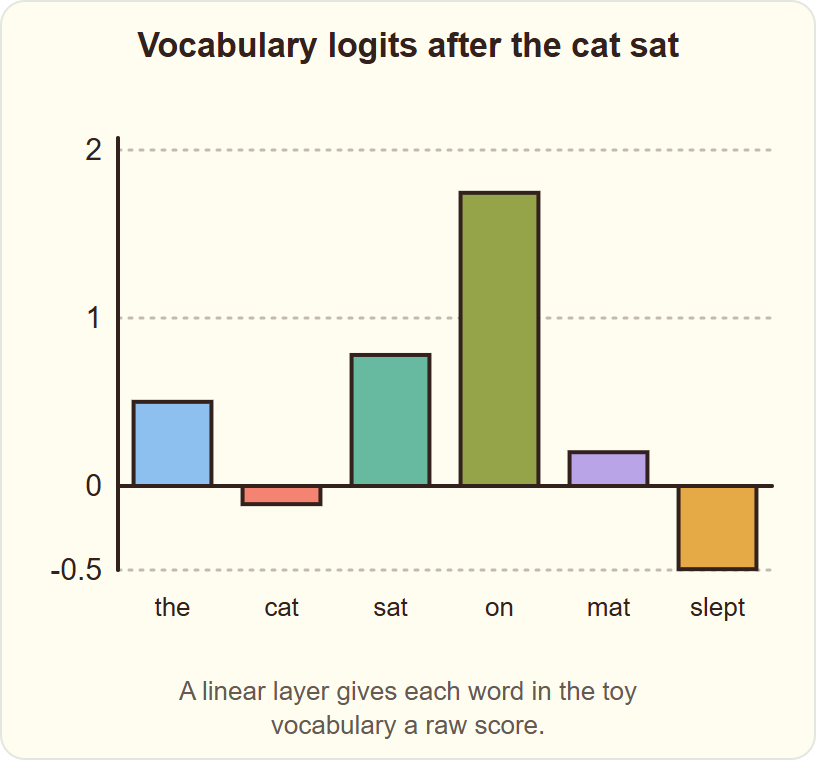 Vocabulary logits after the cat sat
2
1
0
-0.5
the cat sat on mat slept
A linear layer gives each word in the toy
vocabulary a raw score.